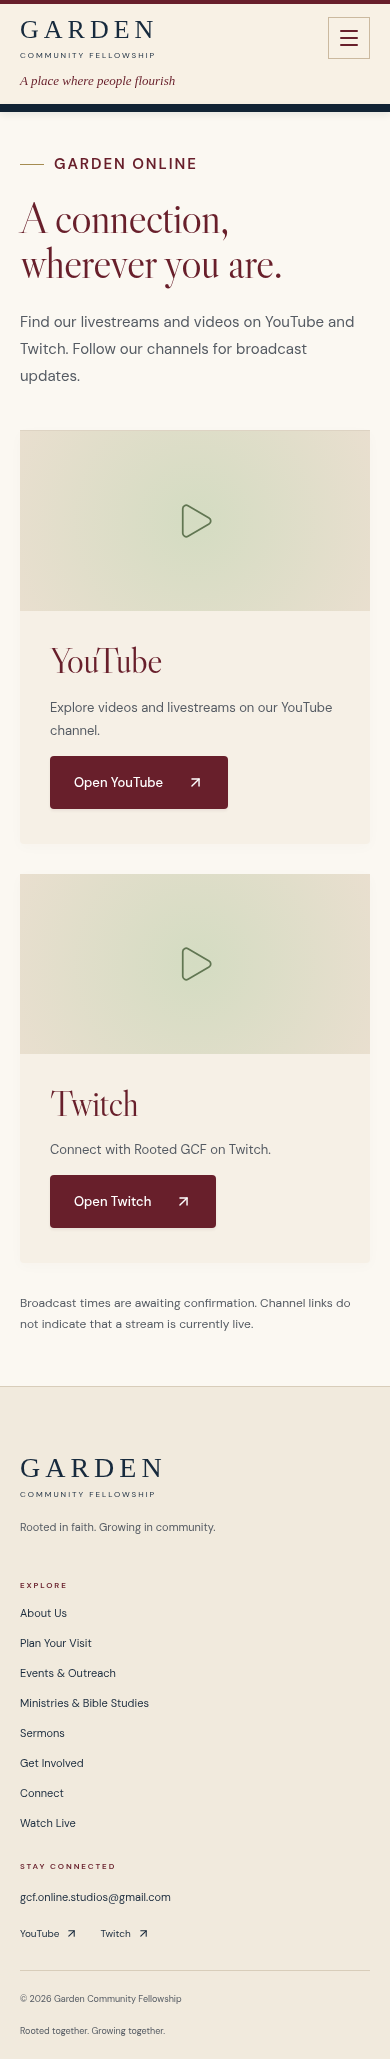 GARDEN
COMMUNITY FELLOWSHIP
A place where people flourish
GARDEN ONLINE
A connection,
wherever you are.
Find our livestreams and videos on YouTube and
Twitch. Follow our channels for broadcast
updates.
YouTube
Explore videos and livestreams on our YouTube
channel.
Open YouTube
Twitch
Connect with Rooted GCF on Twitch.
Open Twitch
Broadcast times are awaiting confirmation. Channel links do
not indicate that a stream is currently live.
GARDEN
COMMUNITY FELLOWSHIP
Rooted in faith. Growing in community.
EXPLORE
About Us
Plan Your Visit
Events & Outreach
Ministries & Bible Studies
Sermons
Get Involved
Connect
Watch Live
STAY CONNECTED
gcf.online.studios@gmail.com
YouTube Twitch
© 2026 Garden Community Fellowship
Rooted together. Growing together.